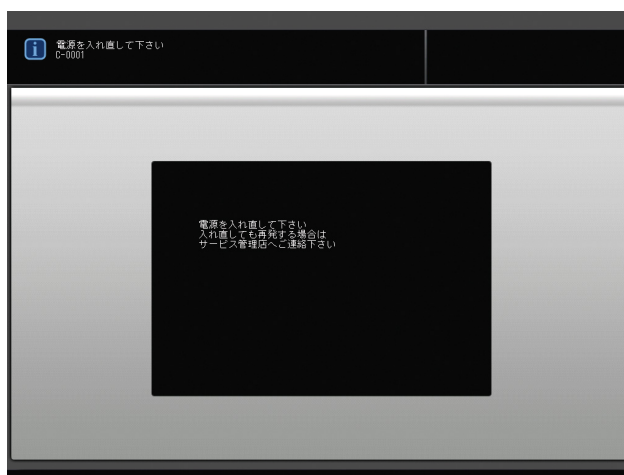 電源を入れ直して下さい
C-0001
電源を入れ直して下さい
入れ直しても再発する場合は
サービス管理店へご連絡下さい